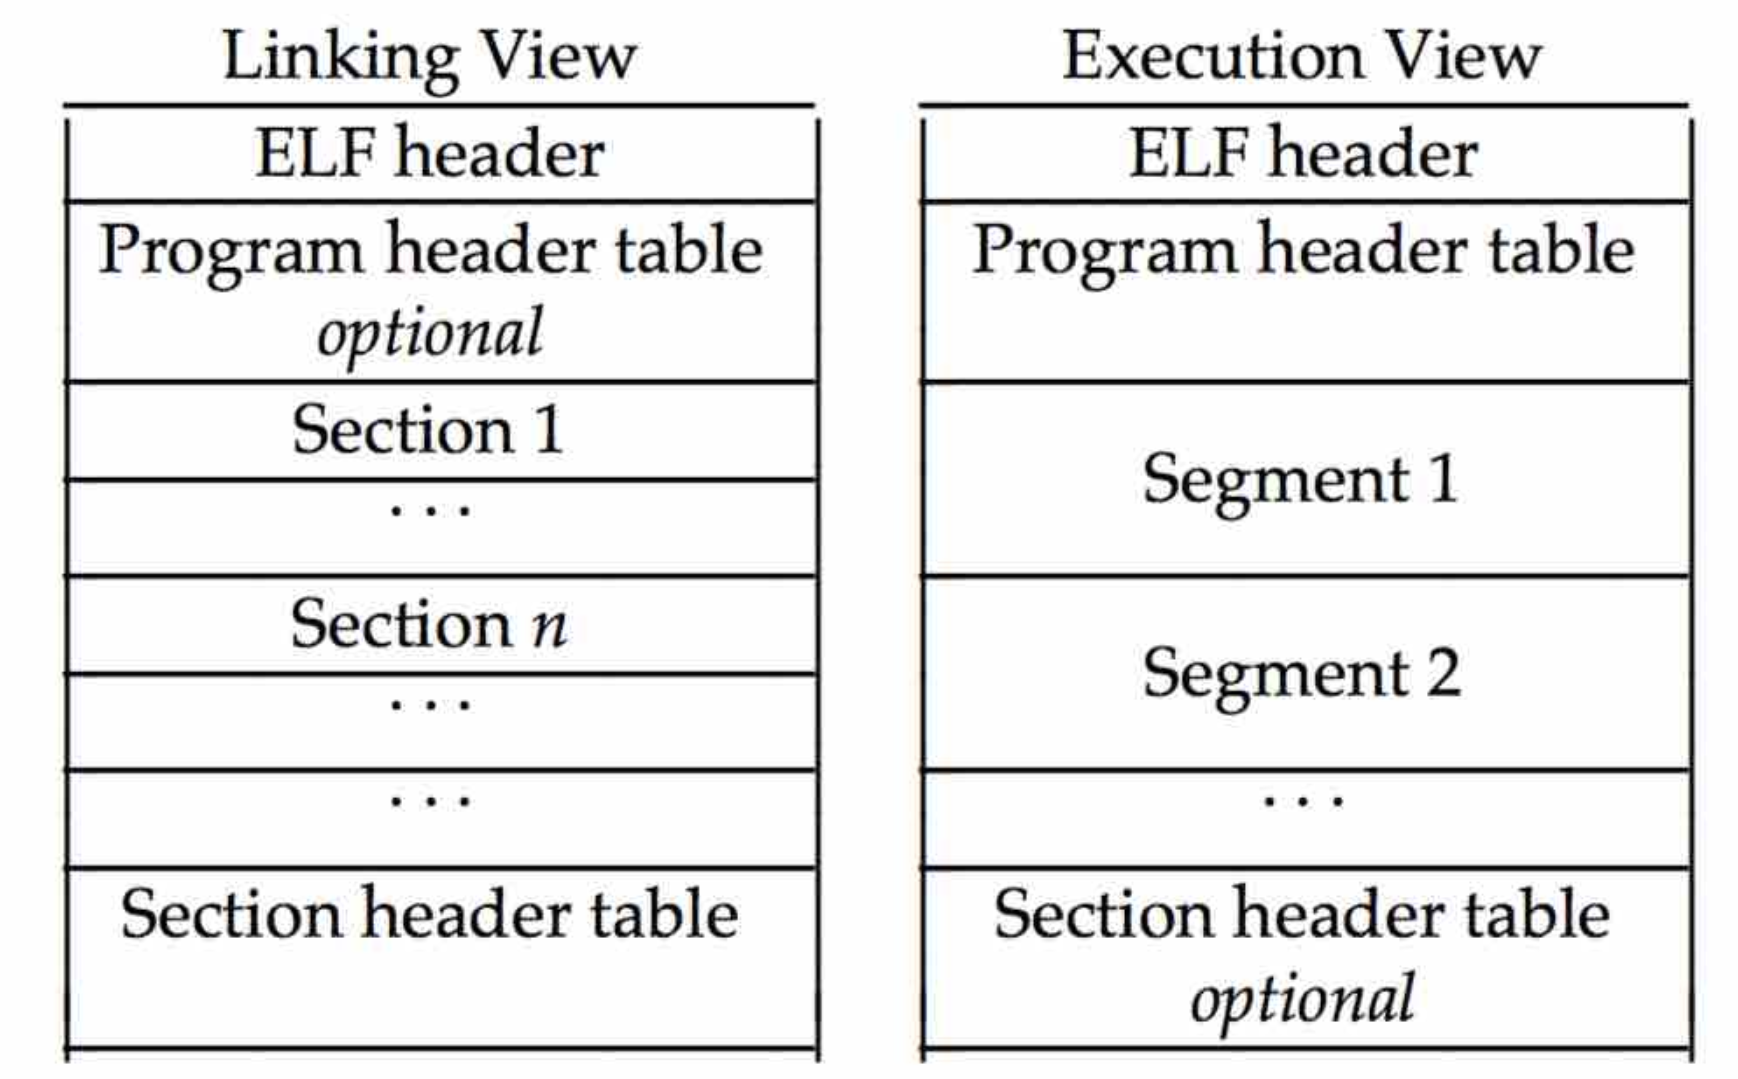 Linking View
ELF header
Program header table
optional
Section 1
. . .
Section n
. . .
. . .
Section header table
Execution View
ELF header
Program header table
Segment 1
Segment 2
. . .
Section header table
optional